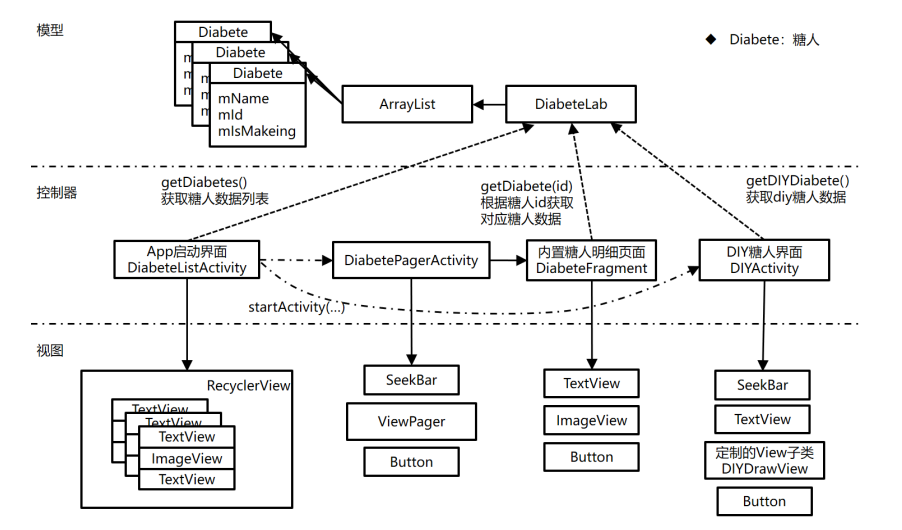 模型
Diabete
◆ Diabete：糖人
Diabete
m
m
m
Diabete
m
m
m
mName
mId
mIsMakeing
ArrayList
DiabeteLab
控制器
getDiabetes()
获取糖人数据列表
getDiabete(id)
根据糖人id获取
对应糖人数据
getDIYDiabete()
获取diy糖人数据
App启动界面
DiabeteListActivity
DiabetePagerActivity
内置糖人明细页面
DiabeteFragment
DIY糖人界面
DIYActivity
startActivity(...)
视图
RecyclerView
TextView
TextView
TextView
ImageView
TextView
SeekBar
ViewPager
Button
TextView
ImageView
Button
SeekBar
TextView
定制的View子类
DIYDrawView
Button